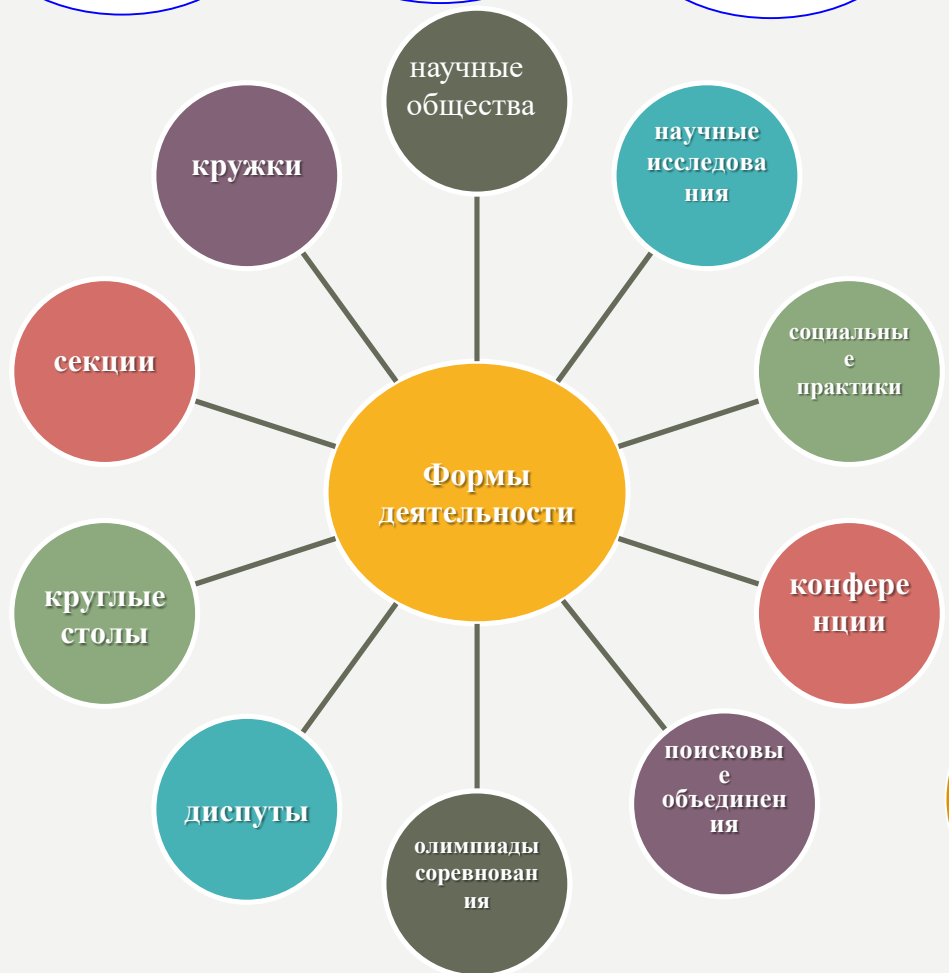 научные
общества
научные
исследова
ния
социальны
е
практики
конфере
нции
поисковы
е
объединен
ия
олимпиады
соревнован
ия
диспуты
круглые
столы
секции
кружки
Формы
деятельности